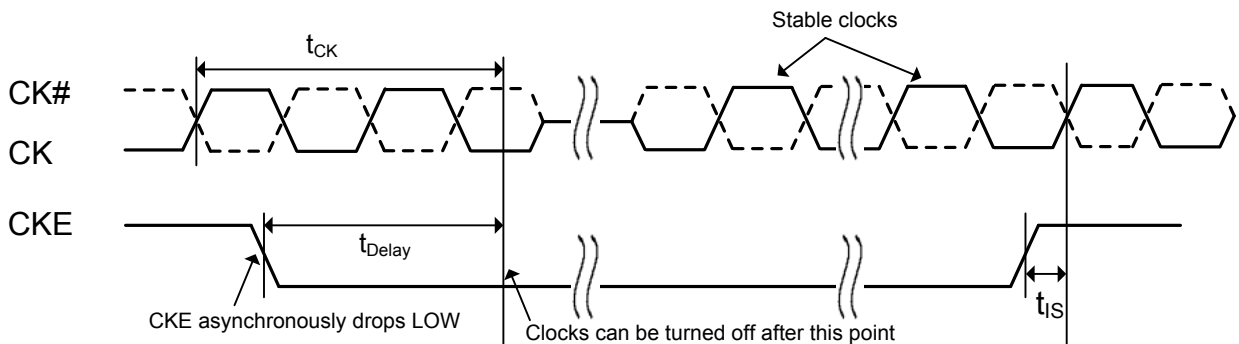 Stable clocks
tCK
CK#
CK
CKE
tDelay
tIS
CKE asynchronously drops LOW
Clocks can be turned off after this point